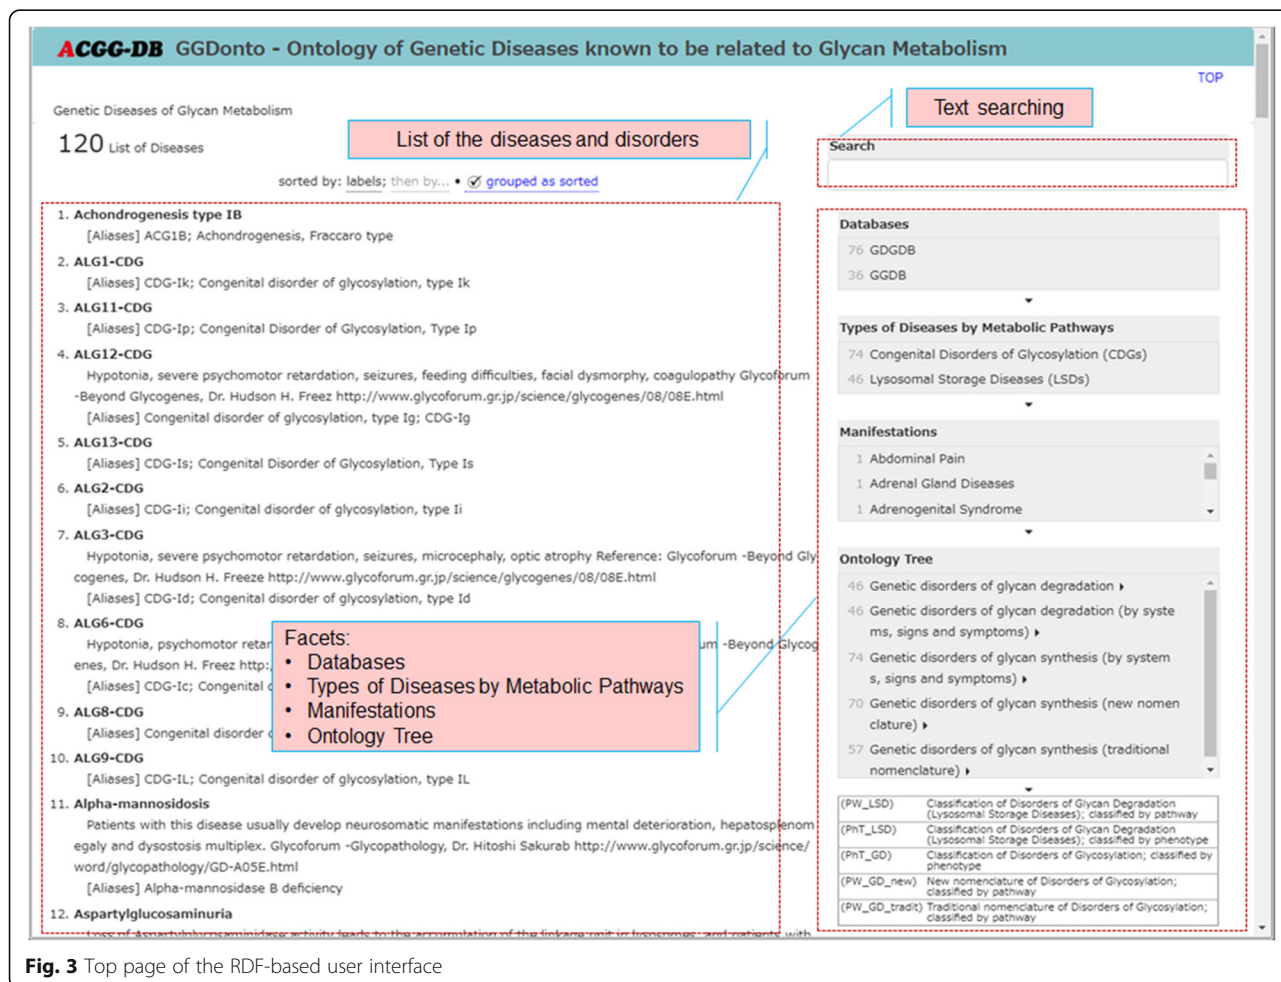 ACGG-DB GGDonto - Ontology of Genetic Diseases known to be related to Glycan Metabolism
TOP
Genetic Diseases of Glycan Metabolism
120 List of Diseases
List of the diseases and disorders
Text searching
Search
sorted by: labels; then by... • grouped as sorted
1. Achondrogenesis type IB
[Aliases] ACG1B; Achondrogenesis, Fraccaro type
2. ALG1-CDG
[Aliases] CDG-Ik; Congenital disorder of glycosylation, type Ik
3. ALG11-CDG
[Aliases] CDG-Ip; Congenital Disorder of Glycosylation, Type Ip
4. ALG12-CDG
Hypotonia, severe psychomotor retardation, seizures, feeding difficulties, facial dysmorphy, coagulopathy Glycoforum
-Beyond Glycogenes, Dr. Hudson H. Freez http://www.glycoforum.gr.jp/science/glycogenes/08/08E.html
[Aliases] Congenital disorder of glycosylation, type Ig; CDG-Ig
5. ALG13-CDG
[Aliases] CDG-Is; Congenital Disorder of Glycosylation, Type Is
6. ALG2-CDG
[Aliases] CDG-Ii; Congenital disorder of glycosylation, type Ii
7. ALG3-CDG
Hypotonia, severe psychomotor retardation, seizures, microcephaly, optic atrophy Reference: Glycoforum -Beyond Gly
cogenes, Dr. Hudson H. Freeze http://www.glycoforum.gr.jp/science/glycogenes/08/08E.html
[Aliases] CDG-Id; Congenital disorder of glycosylation, type Id
8. ALG6-CDG
Hypotonia, psychomotor retar um -Beyond Glycog
enes, Dr. Hudson H. Freez http:
[Aliases] CDG-Ic; Congenital
9. ALG8-CDG
[Aliases] Congenital disorder
10. ALG9-CDG
[Aliases] CDG-IL; Congenital disorder of glycosylation, type IL
11. Alpha-mannosidosis
Patients with this disease usually develop neurosomatic manifestations including mental deterioration, hepatosplenom
egaly and dysostosis multiplex. Glycoforum -Glycopathology, Dr. Hitoshi Sakurab http://www.glycoforum.gr.jp/science/
word/glycopathology/GD-A05E.html
[Aliases] Alpha-mannosidase B deficiency
12. Aspartylglucosaminuria
Loss of Aspartylglucosaminidase activity leads to the accumulation of the linkage unit in lysosomes, and patients with
Facets:
• Databases
• Types of Diseases by Metabolic Pathways
• Manifestations
• Ontology Tree
Databases
76 GDGDB
36 GGDB
Types of Diseases by Metabolic Pathways
74 Congenital Disorders of Glycosylation (CDGs)
46 Lysosomal Storage Diseases (LSDs)
Manifestations
1 Abdominal Pain
1 Adrenal Gland Diseases
1 Adrenogenital Syndrome
Ontology Tree
46 Genetic disorders of glycan degradation
46 Genetic disorders of glycan degradation (by syste
ms, signs and symptoms)
74 Genetic disorders of glycan synthesis (by system
s, signs and symptoms)
70 Genetic disorders of glycan synthesis (new nomen
clature)
57 Genetic disorders of glycan synthesis (traditional
nomenclature)
(PW_LSD) Classification of Disorders of Glycan Degradation
(Lysosomal Storage Diseases); classified by pathway
(PhT_LSD) Classification of Disorders of Glycan Degradation
(Lysosomal Storage Diseases); classified by phenotype
(PhT_GD) Classification of Disorders of Glycosylation; classified by
phenotype
(PW_GD_new) New nomenclature of Disorders of Glycosylation;
classified by pathway
(PW_GD_tradit) Traditional nomenclature of Disorders of Glycosylation;
classified by pathway
Fig. 3 Top page of the RDF-based user interface